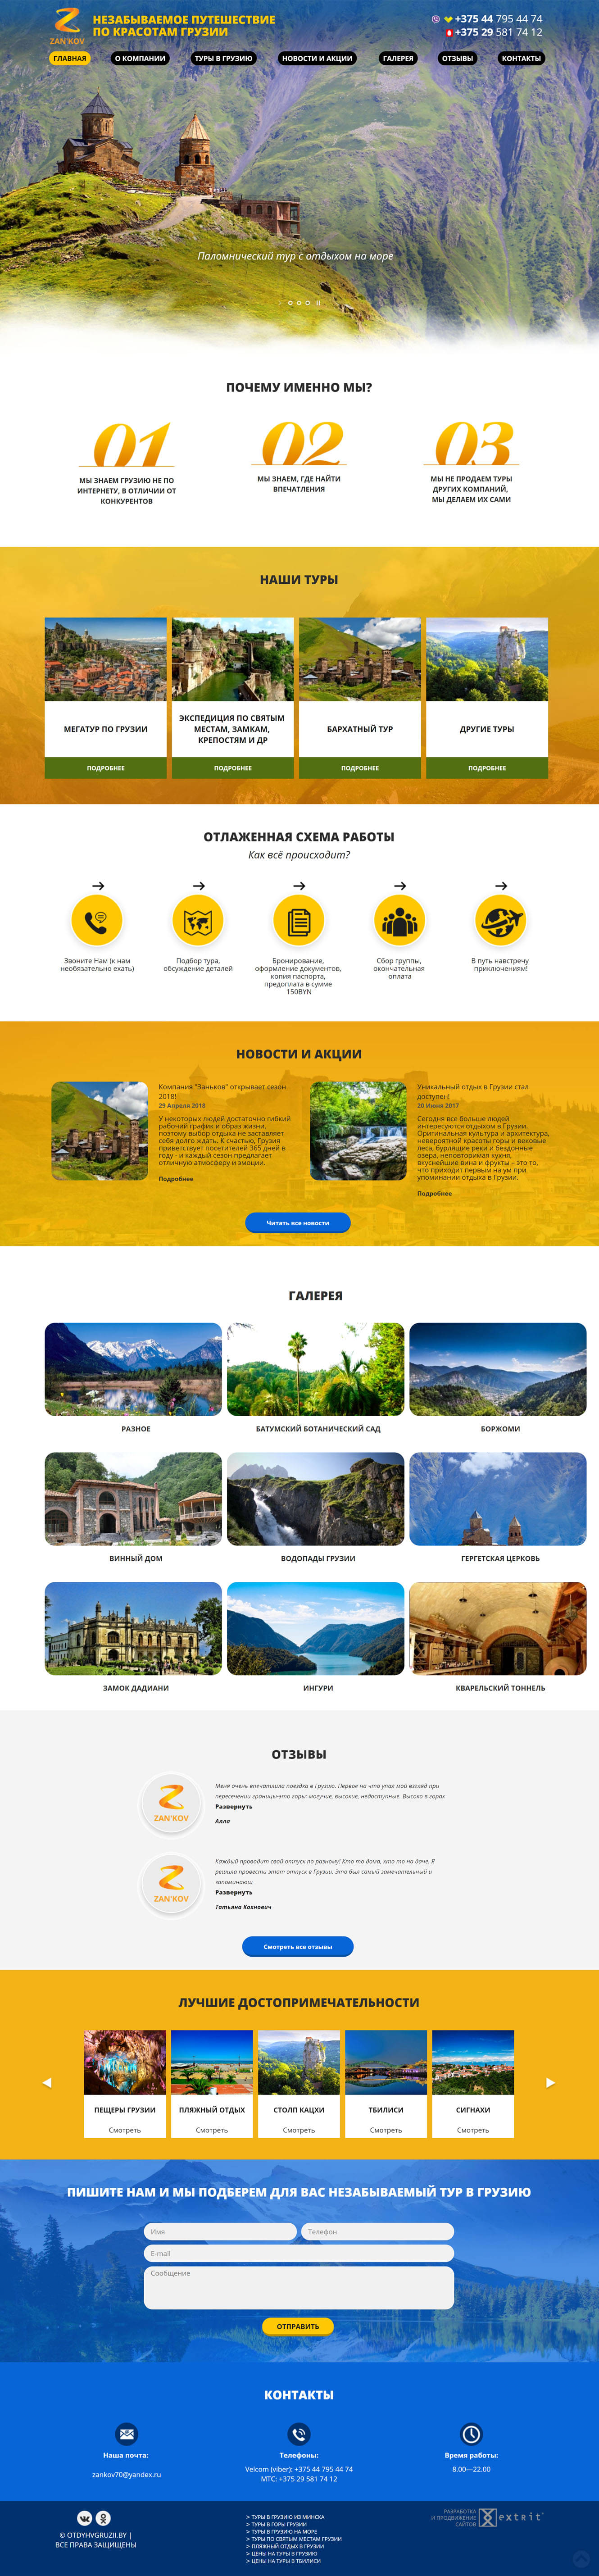 НЕЗАБЫВАЕМОЕ ПУТЕШЕСТВИЕ
ПО КРАСОТАМ ГРУЗИИ
ZAN'KOV
+375 44 795 44 74
+375 29 581 74 12
ГЛАВНАЯ
О КОМПАНИИ
ТУРЫ В ГРУЗИЮ
НОВОСТИ И АКЦИИ
ГАЛЕРЕЯ
ОТЗЫВЫ
КОНТАКТЫ
Паломнический тур с отдыхом на море
ПОЧЕМУ ИМЕННО МЫ?
01
МЫ ЗНАЕМ ГРУЗИЮ НЕ ПО
ИНТЕРНЕТУ, В ОТЛИЧИИ ОТ
КОНКУРЕНТОВ
02
МЫ ЗНАЕМ, ГДЕ НАЙТИ
ВПЕЧАТЛЕНИЯ
03
МЫ НЕ ПРОДАЕМ ТУРЫ
ДРУГИХ КОМПАНИЙ,
МЫ ДЕЛАЕМ ИХ САМИ
НАШИ ТУРЫ
МЕГАТУР ПО ГРУЗИИ
ПОДРОБНЕЕ
ЭКСПЕДИЦИЯ ПО СВЯТЫМ
МЕСТАМ, ЗАМКАМ,
КРЕПОСТЯМ И ДР
ПОДРОБНЕЕ
БАРХАТНЫЙ ТУР
ПОДРОБНЕЕ
ДРУГИЕ ТУРЫ
ПОДРОБНЕЕ
ОТЛАЖЕННАЯ СХЕМА РАБОТЫ
Как всё происходит?
Звоните Нам (к нам
необязательно ехать)
Подбор тура,
обсуждение деталей
Бронирование,
оформление документов,
копия паспорта,
предоплата в сумме
150BYN
Сбор группы,
окончательная
оплата
В путь навстречу
приключениям!
НОВОСТИ И АКЦИИ
Компания "Заньков" открывает сезон
2018!
29 Апреля 2018
У некоторых людей достаточно гибкий
рабочий график и образ жизни,
поэтому выбор отдыха не заставляет
себя долго ждать. К счастью, Грузия
приветствует посетителей 365 дней в
году - и каждый сезон предлагает
отличную атмосферу и эмоции.
Подробнее
Уникальный отдых в Грузии стал
доступен!
20 Июня 2017
Сегодня все больше людей
интересуются отдыхом в Грузии.
Оригинальная культура и архитектура,
невероятной красоты горы и вековые
леса, бурлящие реки и бездонные
озера, неповторимая кухня,
вкуснейшие вина и фрукты – это то,
что приходит первым на ум при
упоминании отдыха в Грузии.
Подробнее
Читать все новости
ГАЛЕРЕЯ
РАЗНОЕ
БАТУМСКИЙ БОТАНИЧЕСКИЙ САД
БОРЖОМИ
ВИННЫЙ ДОМ
ВОДОПАДЫ ГРУЗИИ
ГЕРГЕТСКАЯ ЦЕРКОВЬ
ЗАМОК ДАДИАНИ
ИНГУРИ
КВАРЕЛЬСКИЙ ТОННЕЛЬ
ОТЗЫВЫ
ZAN'KOV
Меня очень впечатлила поездка в Грузию. Первое на что упал мой взгляд при
пересечении границы-это горы: могучие, высокие, недоступные. Высоко в горах
Развернуть
Алла
ZAN'KOV
Каждый проводит свой отпуск по разному! Кто то дома, кто то на даче. Я
решила провести этот отпуск в Грузии. Это был самый замечательный и
запоминающ
Развернуть
Татьяна Кохнович
Смотреть все отзывы
ЛУЧШИЕ ДОСТОПРИМЕЧАТЕЛЬНОСТИ
ПЕЩЕРЫ ГРУЗИИ
Смотреть
ПЛЯЖНЫЙ ОТДЫХ
Смотреть
СТОЛП КАЦХИ
Смотреть
ТБИЛИСИ
Смотреть
СИГНАХИ
Смотреть
ПИШИТЕ НАМ И МЫ ПОДБЕРЕМ ДЛЯ ВАС НЕЗАБЫВАЕМЫЙ ТУР В ГРУЗИЮ
Имя
Телефон
E-mail
Сообщение
ОТПРАВИТЬ
КОНТАКТЫ
Наша почта:
zankov70@yandex.ru
Телефоны:
Velcom (viber): +375 44 795 44 74
МТС: +375 29 581 74 12
Время работы:
8.00—22.00
© OTDYHVGRUZII.BY |
ВСЕ ПРАВА ЗАЩИЩЕНЫ
> ТУРЫ В ГРУЗИЮ ИЗ МИНСКА
> ТУРЫ В ГОРЫ ГРУЗИИ
> ТУРЫ В ГРУЗИЮ НА МОРЕ
> ТУРЫ ПО СВЯТЫМ МЕСТАМ ГРУЗИИ
> ПЛЯЖНЫЙ ОТДЫХ В ГРУЗИИ
> ЦЕНЫ НА ТУРЫ В ГРУЗИЮ
> ЦЕНЫ НА ТУРЫ В ТБИЛИСИ
РАЗРАБОТКА
И ПРОДВИЖЕНИЕ
САЙТОВ
extrit